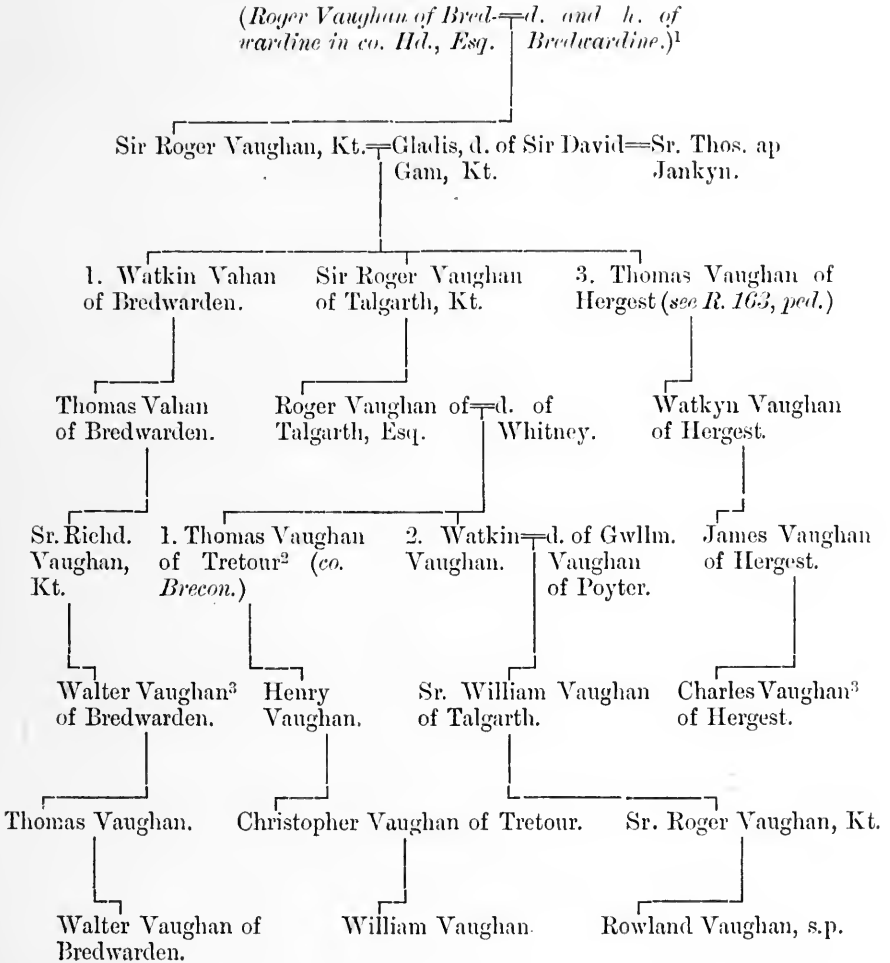 (Roger Vaughan of Bred- d. and h. of
wardine in co. Hd., Esq. Bredwardine.)¹
Sir Roger Vaughan, Kt.=Gladis, d. of Sir David=Sr. Thos. ap
Gam, Kt. Jankyn.
1. Watkin Vahan Sir Roger Vaughan 3. Thomas Vaughan of
of Bredwarden. of Talgarth, Kt. Hergest (see R. 163, ped.)
Thomas Vahan Roger Vaughan of=d. of Watkyn Vaughan
of Bredwarden. Talgarth, Esq. Whitney. of Hergest.
Sr. Richd. 1. Thomas Vaughan 2. Watkin=d. of Gwllm. James Vaughan
Vaughan, of Tretour² (co. Vaughan. Vaughan of Hergest.
Kt. Brecon.) of Poyter.
Walter Vaughan³ Henry Sr. William Vaughan Charles Vaughan³
of Bredwarden. Vaughan. of Talgarth. of Hergest.
Thomas Vaughan. Christopher Vaughan of Tretour. Sr. Roger Vaughan, Kt.
Walter Vaughan of William Vaughan. Rowland Vaughan, s.p.
Bredwarden.